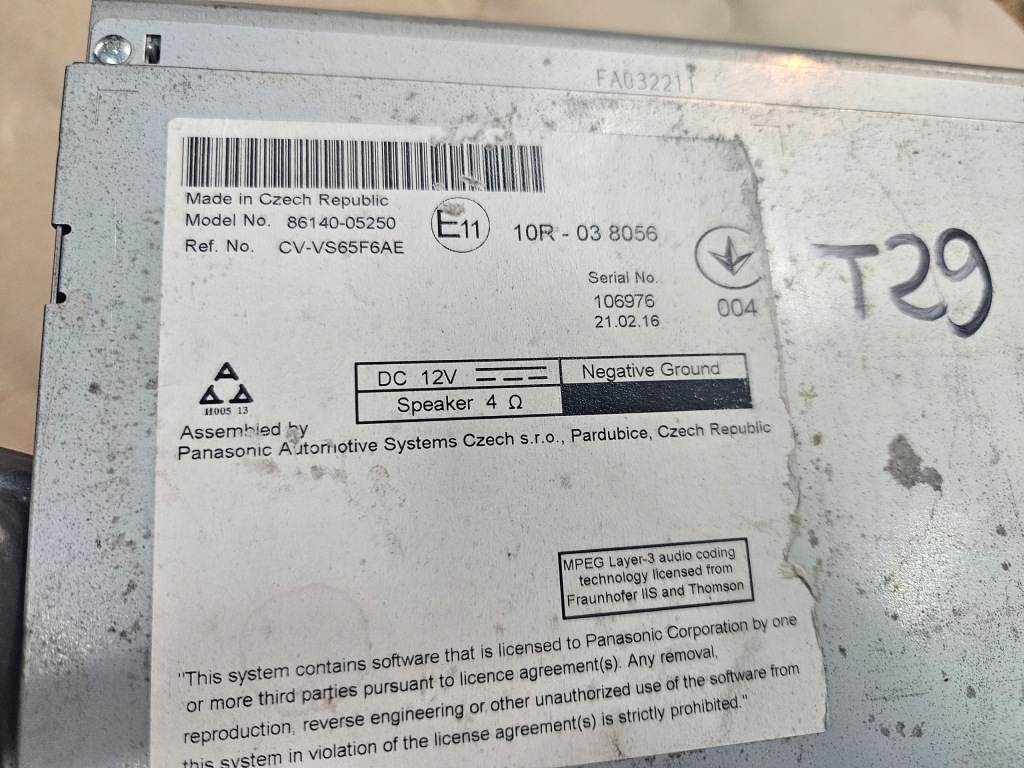 FA032211
Made in Czech Republic
Model No. 86140-05250
Ref. No. CV-VS65F6AE
E11
10R - 03 8056
Serial No.
106976
21.02.16
004
T29
DC 12V
Negative Ground
Speaker 4 Ω
A
A A
H005 13
Assembled by
Panasonic Automotive Systems Czech s.r.o., Pardubice, Czech Republic
MPEG Layer-3 audio coding
technology licensed from
Fraunhofer IIS and Thomson
"This system contains software that is licensed to Panasonic Corporation by one
or more third parties pursuant to licence agreement(s). Any removal,
reproduction, reverse engineering or other unauthorized use of the software from
this system in violation of the license agreement(s) is strictly prohibited."